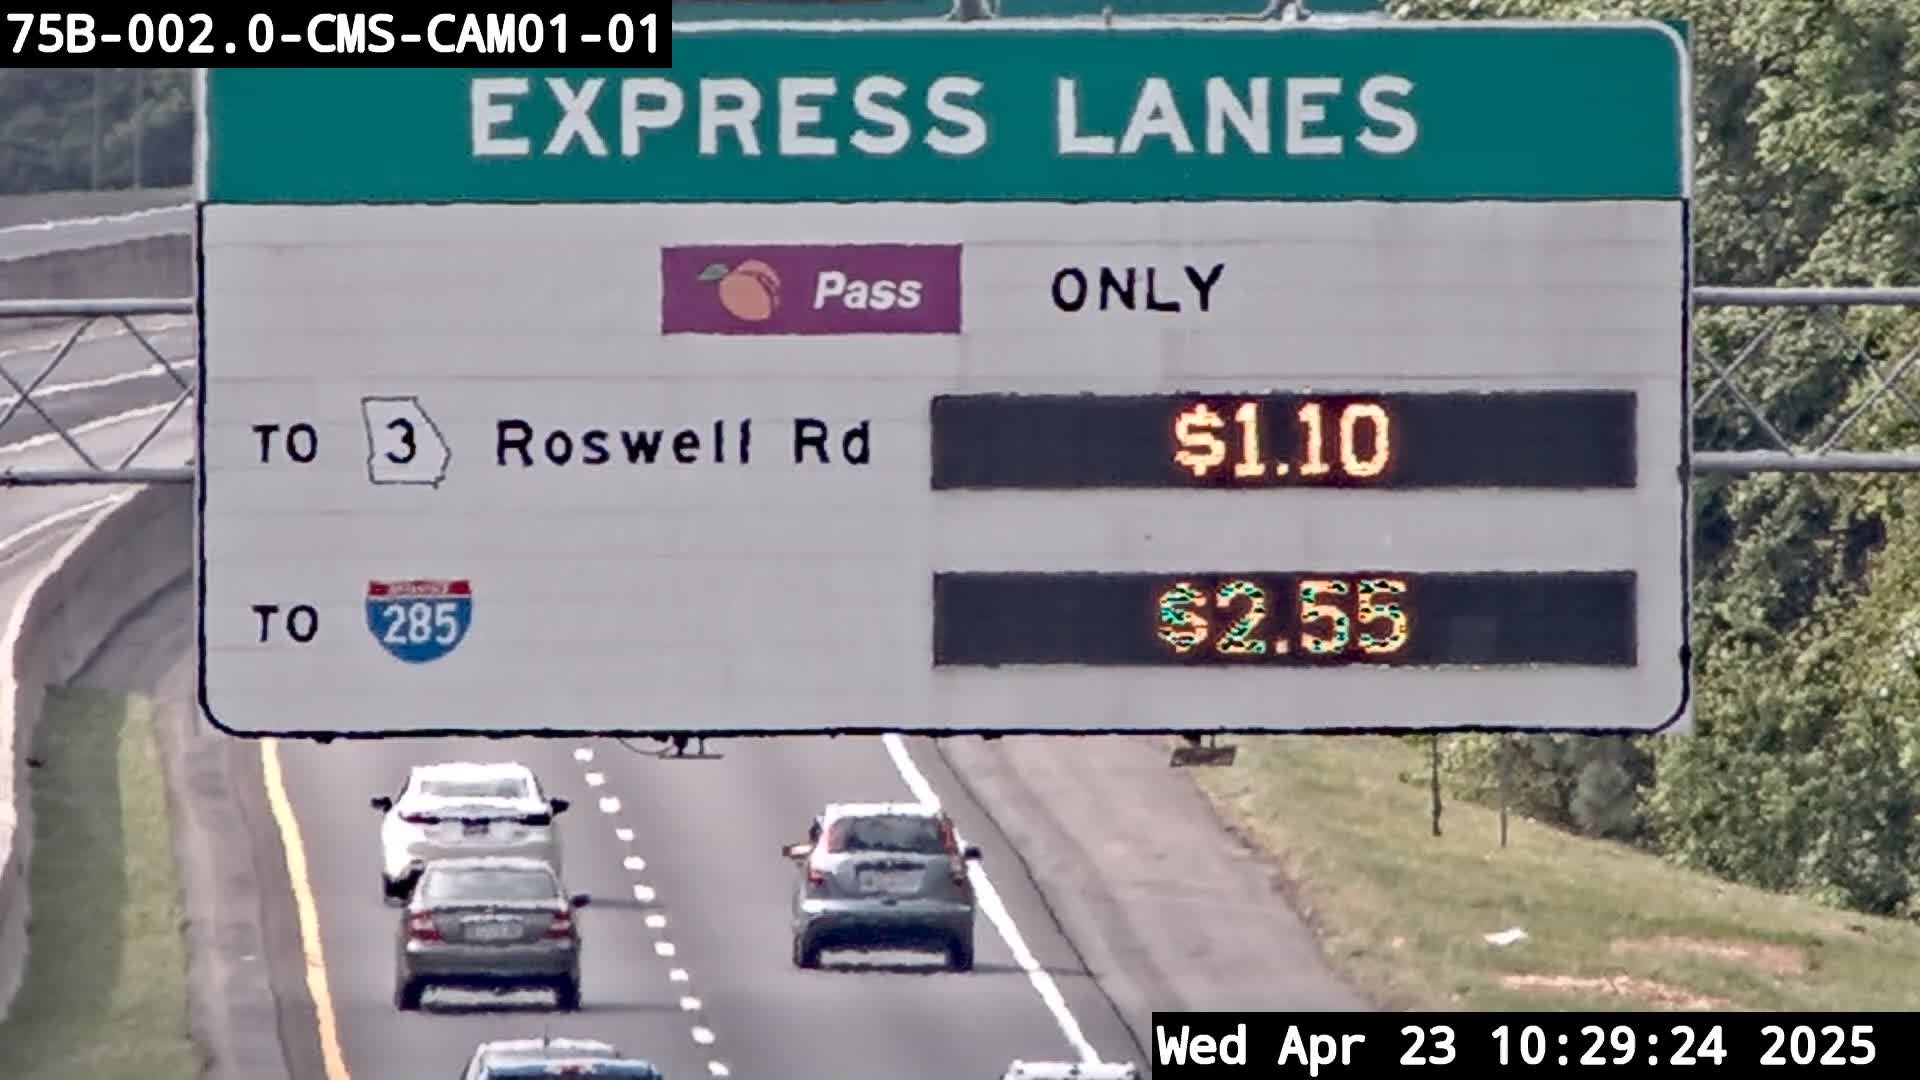 75B-002.0-CMS-CAM01-01
EXPRESS LANES
Pass ONLY
TO 3 Roswell Rd $1.10
TO 285 $2.55
Wed Apr 23 10:29:24 2025